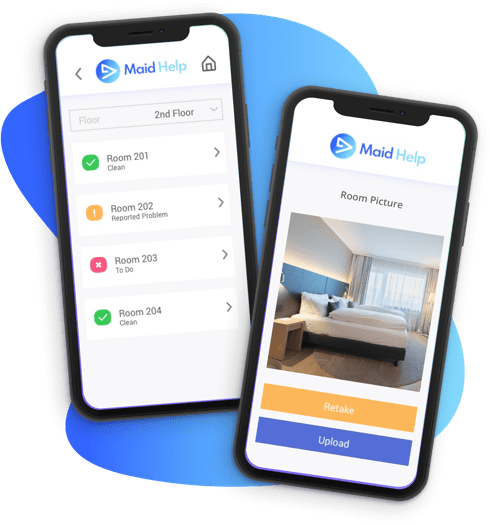 Maid Help
Floor 2nd Floor
Room 201
Clean
Room 202
Reported Problem
Room 203
To Do
Room 204
Clean
Maid Help
Room Picture
Retake
Upload